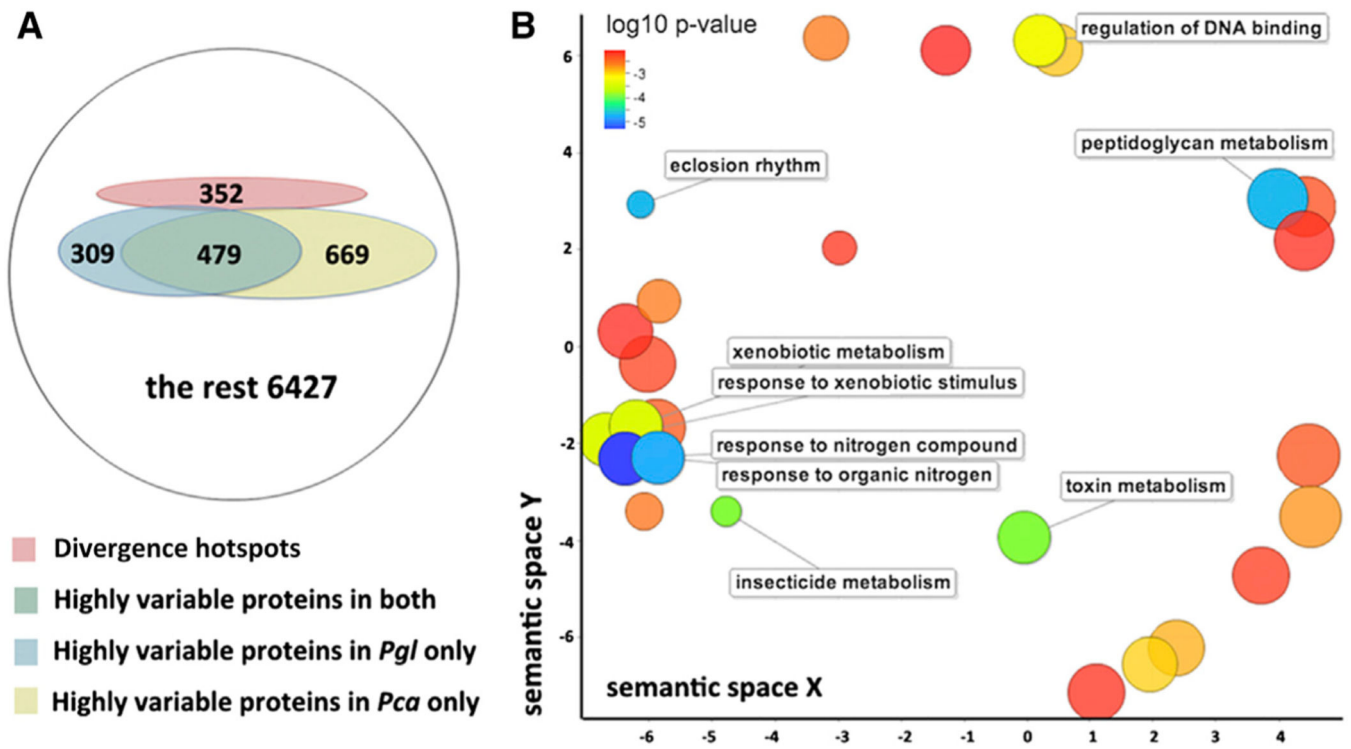 A
352
309
479
669
the rest 6427
Divergence hotspots
Highly variable proteins in both
Highly variable proteins in Pgl only
Highly variable proteins in Pca only
B
log10 p-value
-3
-4
-5
regulation of DNA binding
peptidoglycan metabolism
eclosion rhythm
xenobiotic metabolism
response to xenobiotic stimulus
response to nitrogen compound
response to organic nitrogen
toxin metabolism
insecticide metabolism
semantic space Y
6
4
2
0
-2
-4
-6
semantic space X
-6
-5
-4
-3
-2
-1
0
1
2
3
4